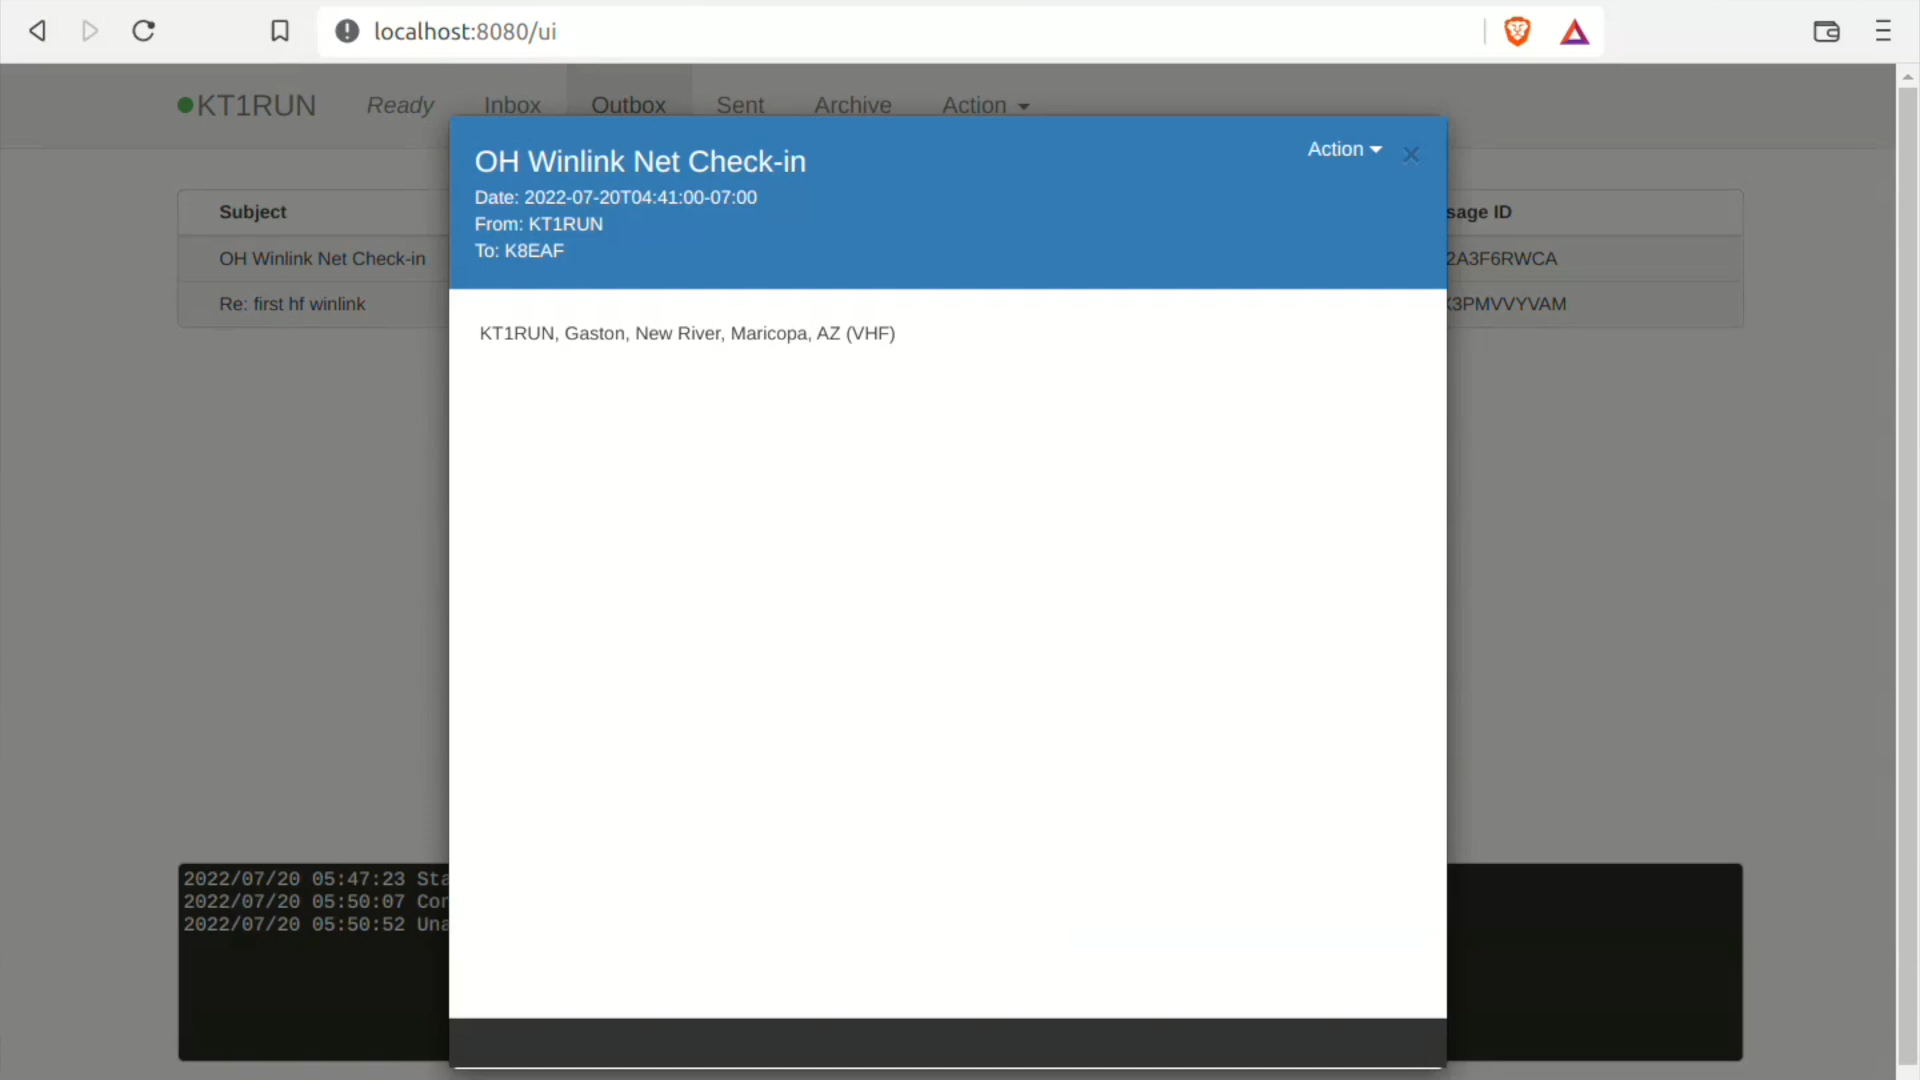 localhost:8080/ui
KT1RUN Ready Inbox Outbox Sent Archive Action
OH Winlink Net Check-in
Action
Date: 2022-07-20T04:41:00-07:00
From: KT1RUN
To: K8EAF
KT1RUN, Gaston, New River, Maricopa, AZ (VHF)
Subject sage ID
OH Winlink Net Check-in 2A3F6RWCA
Re: first hf winlink 3PMVVYVAM
2022/07/20 05:47:23 Sta
2022/07/20 05:50:07 Con
2022/07/20 05:50:52 Una